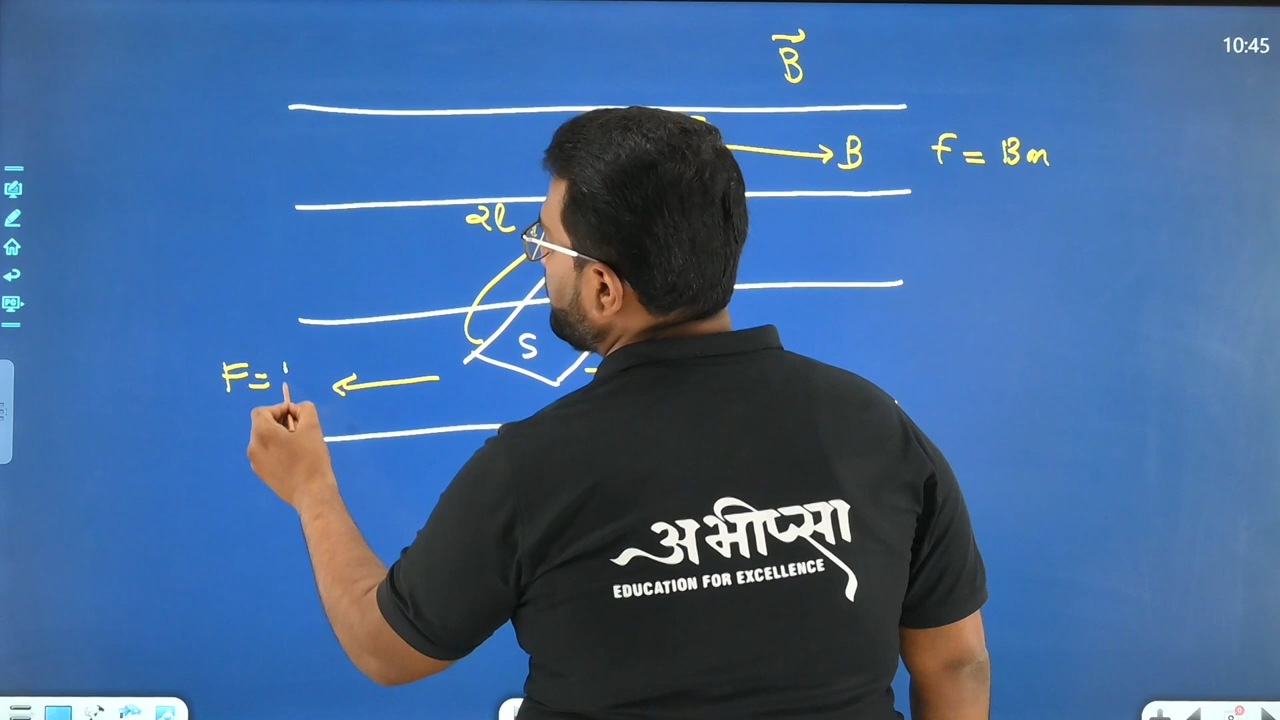 10:45
B
B
F = Bm
2l
S
F =
अभीप्सा
EDUCATION FOR EXCELLENCE